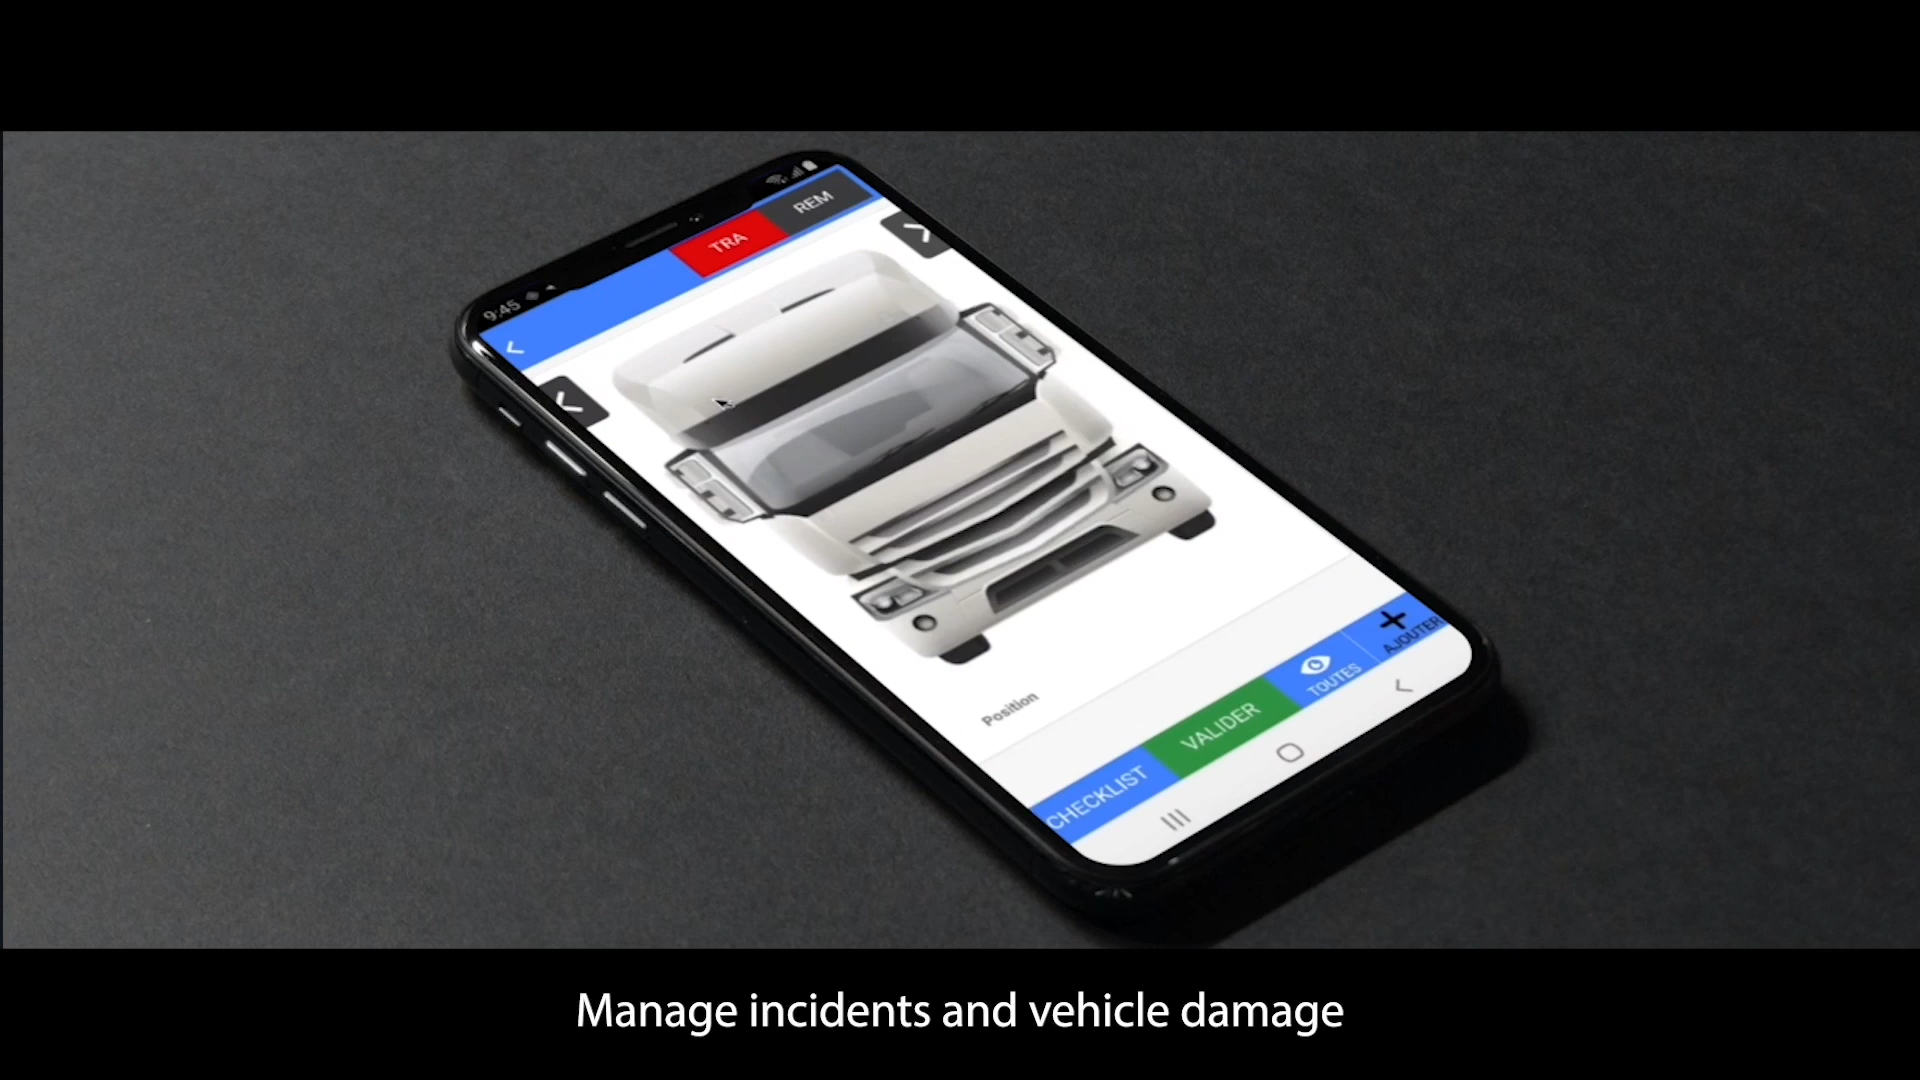 9:45
TRA
REM
Position
CHECKLIST
VALIDER
TOUTES
AJOUTER
Manage incidents and vehicle damage